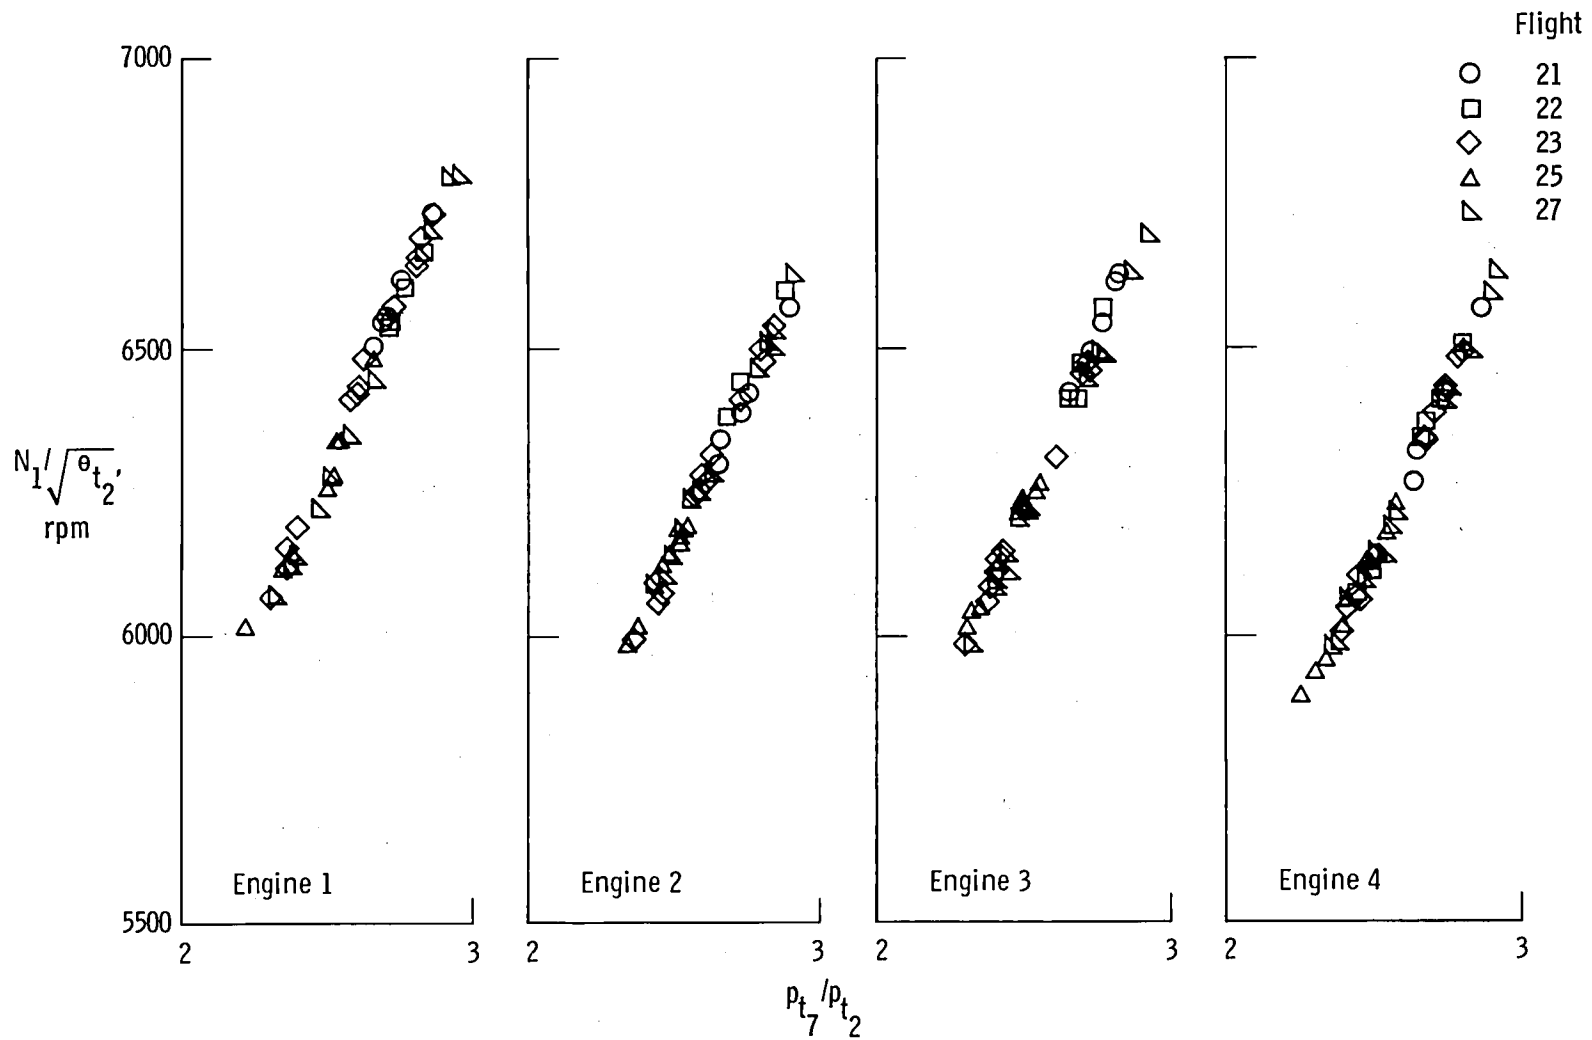 Flight
21
22
23
25
27
7000
6500
6000
5500
N1/√θt2,
rpm
Engine 1
Engine 2
Engine 3
Engine 4
2 3 2 3 2 3 2 3
pt7/pt2